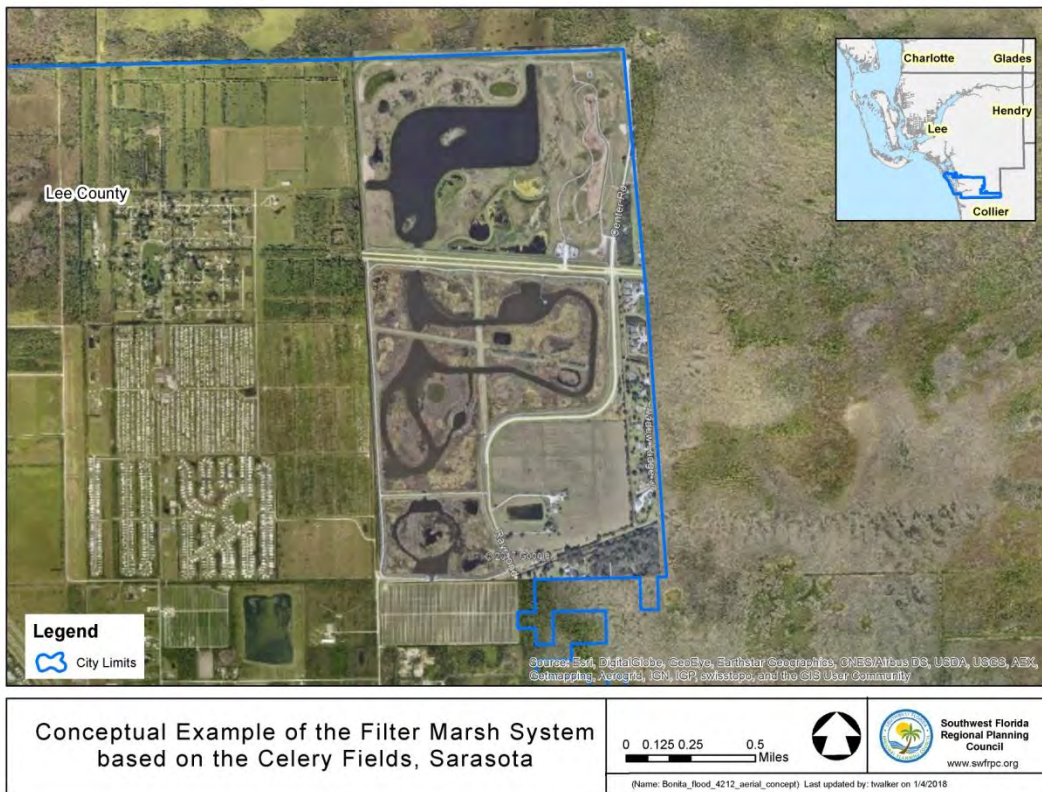 Charlotte
Glades
Hendry
Lee
Collier
Lee County
Center Rd
Google
Legend
City Limits
Source: Esri, DigitalGlobe, GeoEye, Earthstar Geographics, CNES/Airbus DS, USDA, USGS, AEX,
Getmapping, Aerogrid, IGN, IGP, swisstopo, and the GIS User Community
Conceptual Example of the Filter Marsh System
based on the Celery Fields, Sarasota
0 0.125 0.25 0.5
Miles
Southwest Florida
Regional Planning
Council
www.swfrpc.org
(Name: Bonita_flood_4212_aerial_concept) Last updated by: twalker on 1/4/2018